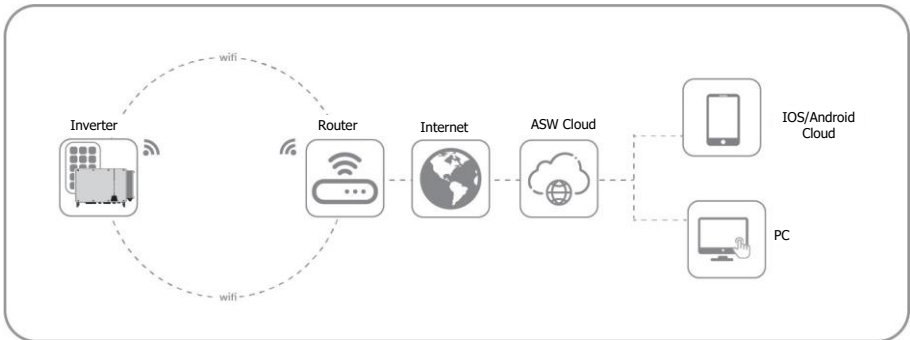 wifi
Inverter
Router
Internet
ASW Cloud
IOS/Android
Cloud
PC
wifi